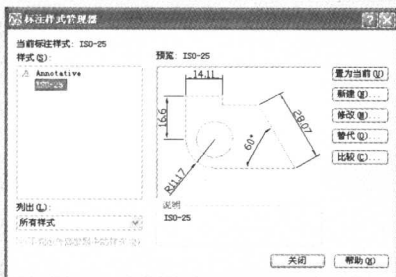 标注样式管理器
当前标注样式: ISO-25
样式(S):
预览: ISO-25
Annotative
ISO-25
14.11
16.6
28.07
60°
R11.17
置为当前(U)
新建(N)...
修改(M)...
替代(O)...
比较(C)...
列出(L):
所有样式
说明
ISO-25
关闭
帮助(H)